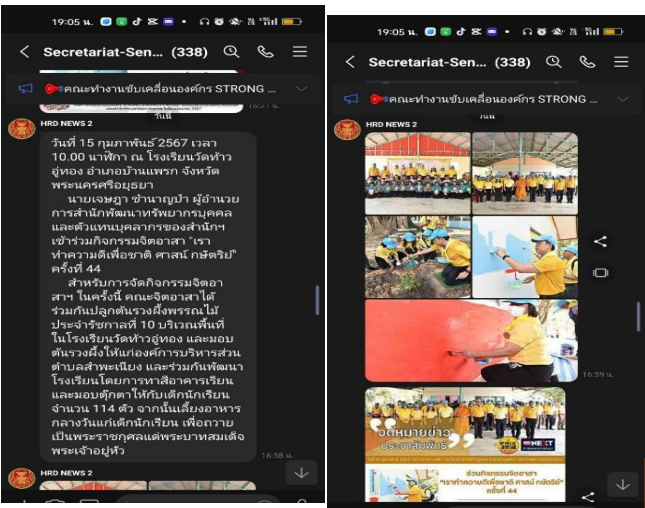 19:05 น.
Secretariat-Sen... (338)
คณะทำงานขับเคลื่อนองค์กร STRONG ...
16:21 น.
วันนี้
HRD NEWS 2
วันที่ 15 กุมภาพันธ์ 2567 เวลา
10.00 นาฬิกา ณ โรงเรียนวัดท้าว
อู่ทอง อำเภอบ้านแพรก จังหวัด
พระนครศรีอยุธยา
นายเจษฎา ชำนาญป่า ผู้อำนวย
การสำนักพัฒนาทรัพยากรบุคคล
และตัวแทนบุคลากรของสำนักฯ
เข้าร่วมกิจกรรมจิตอาสา "เรา
ทำความดีเพื่อชาติ ศาสน์ กษัตริย์"
ครั้งที่ 44
สำหรับการจัดกิจกรรมจิตอา
สาฯ ในครั้งนี้ คณะจิตอาสาได้
ร่วมกันปลูกต้นรวงผึ้งพรรณไม้
ประจำรัชกาลที่ 10 บริเวณพื้นที่
ในโรงเรียนวัดท้าวอู่ทอง และมอบ
ต้นรวงผึ้งให้แก่องค์การบริหารส่วน
ตำบลสำพะเนียง และร่วมกันพัฒนา
โรงเรียนโดยการทาสีอาคารเรียน
และมอบตุ๊กตาให้กับเด็กนักเรียน
จำนวน 114 ตัว จากนั้นเลี้ยงอาหาร
กลางวันแก่เด็กนักเรียน เพื่อถวาย
เป็นพระราชกุศลแด่พระบาทสมเด็จ
พระเจ้าอยู่หัว
16:58 น.
HRD NEWS 2
19:05 น.
Secretariat-Sen... (338)
คณะทำงานขับเคลื่อนองค์กร STRONG ...
วันนี้
HRD NEWS 2
16:59 น.
จดหมายข่าว
ประชาสัมพันธ์
NEXT
ร่วมกิจกรรมจิตอาสา
"เราทำความดีเพื่อชาติ ศาสน์ กษัตริย์"
ครั้งที่ 44